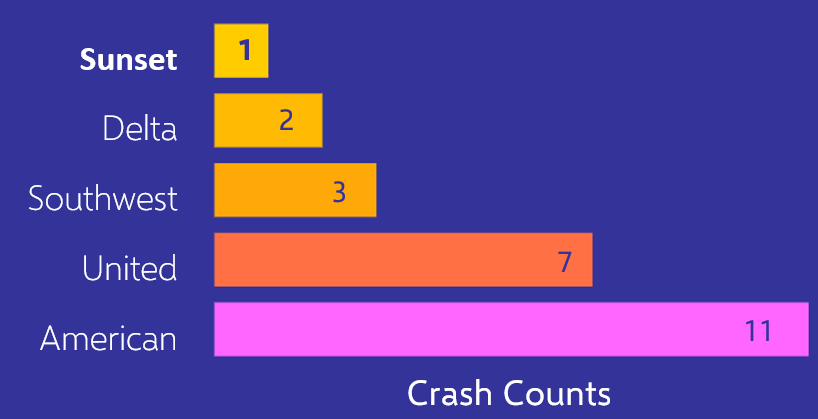 Sunset 1
Delta 2
Southwest 3
United 7
American 11
Crash Counts